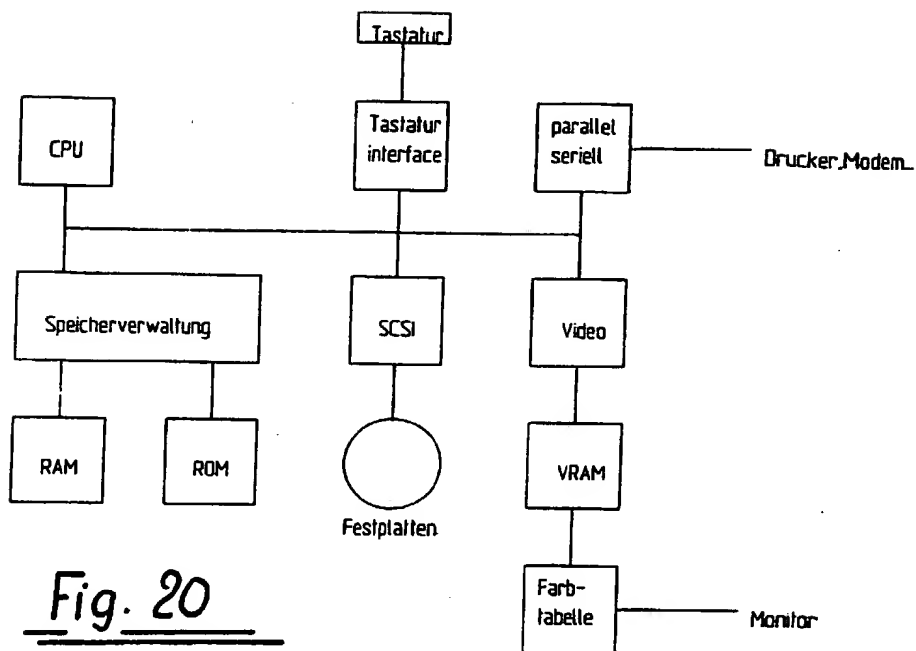 Tastatur
CPU
Tastatur
interface
parallel
seriell
Drucker,Modem...
Speicherverwaltung
SCSI
Video
RAM
ROM
VRAM
Festplatten
Fig. 20
Farb-
tabelle
Monitor